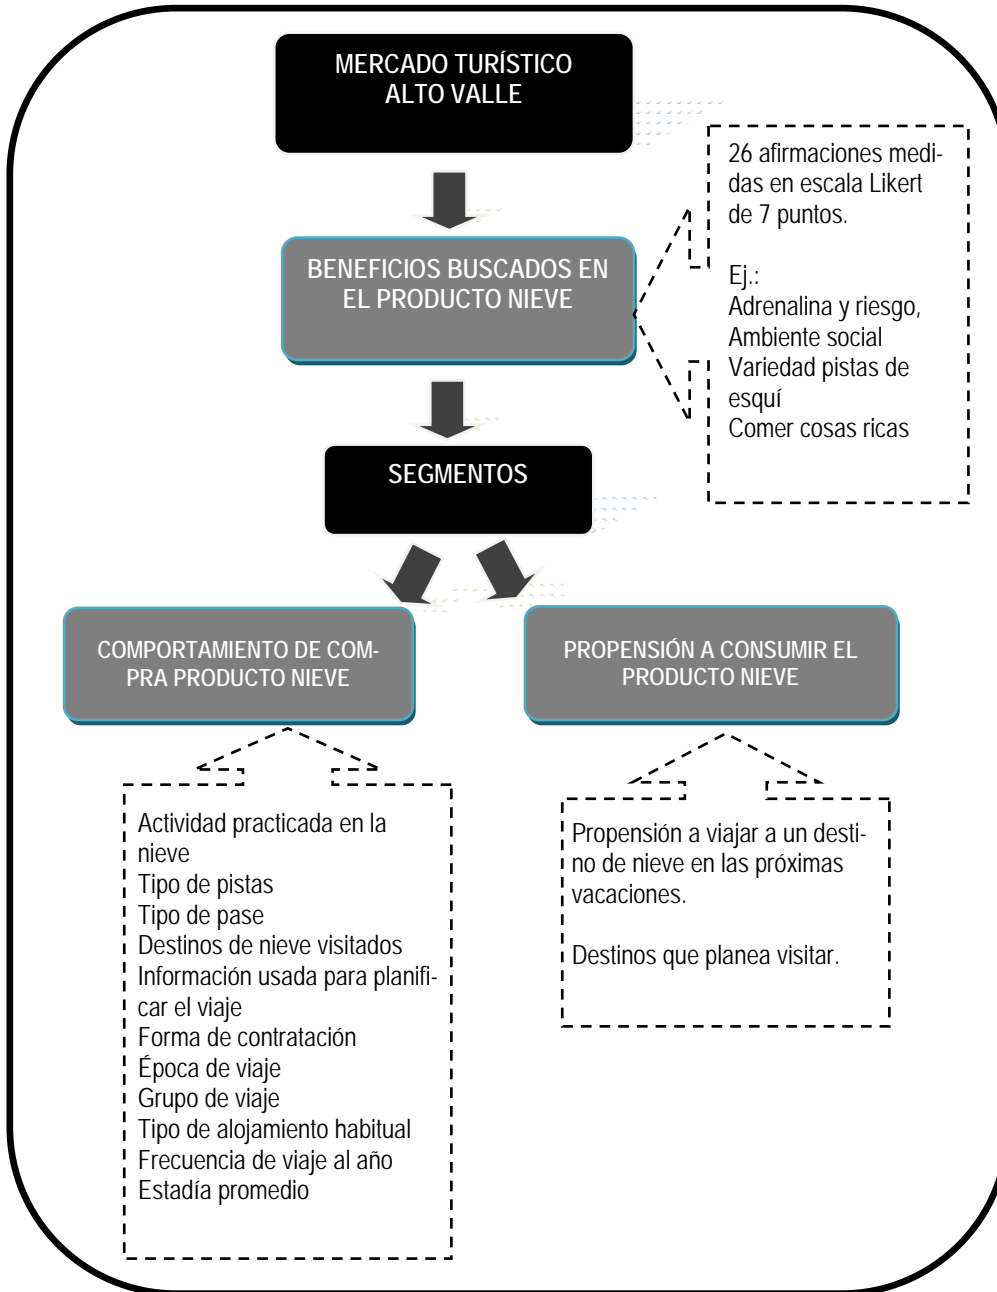 MERCADO TURÍSTICO
ALTO VALLE
26 afirmaciones medi-
das en escala Likert
de 7 puntos.
Ej.:
Adrenalina y riesgo,
Ambiente social
Variedad pistas de
esquí
Comer cosas ricas
BENEFICIOS BUSCADOS EN
EL PRODUCTO NIEVE
SEGMENTOS
COMPORTAMIENTO DE COM-
PRA PRODUCTO NIEVE
PROPENSIÓN A CONSUMIR EL
PRODUCTO NIEVE
Actividad practicada en la
nieve
Tipo de pistas
Tipo de pase
Destinos de nieve visitados
Información usada para planifi-
car el viaje
Forma de contratación
Época de viaje
Grupo de viaje
Tipo de alojamiento habitual
Frecuencia de viaje al año
Estadía promedio
Propensión a viajar a un desti-
no de nieve en las próximas
vacaciones.
Destinos que planea visitar.